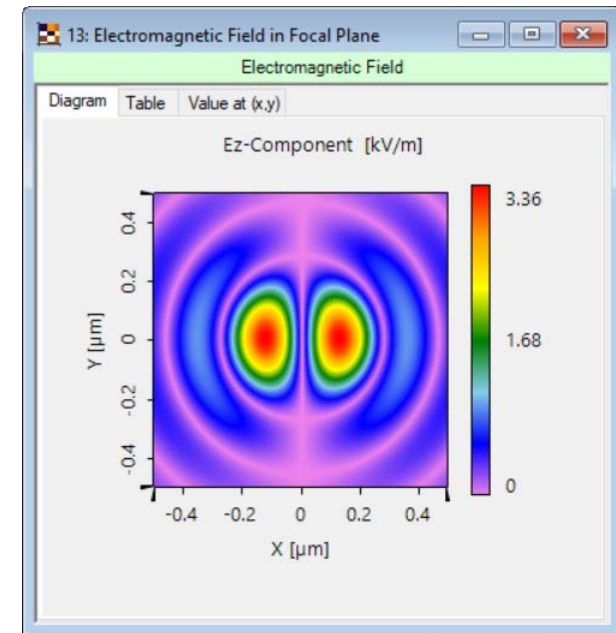 13: Electromagnetic Field in Focal Plane
Electromagnetic Field
Diagram Table Value at (x,y)
Ez-Component [kV/m]
3.36
1.68
0
Y [µm]
0.4
0.2
0
-0.2
-0.4
-0.4 -0.2 0 0.2 0.4
X [µm]